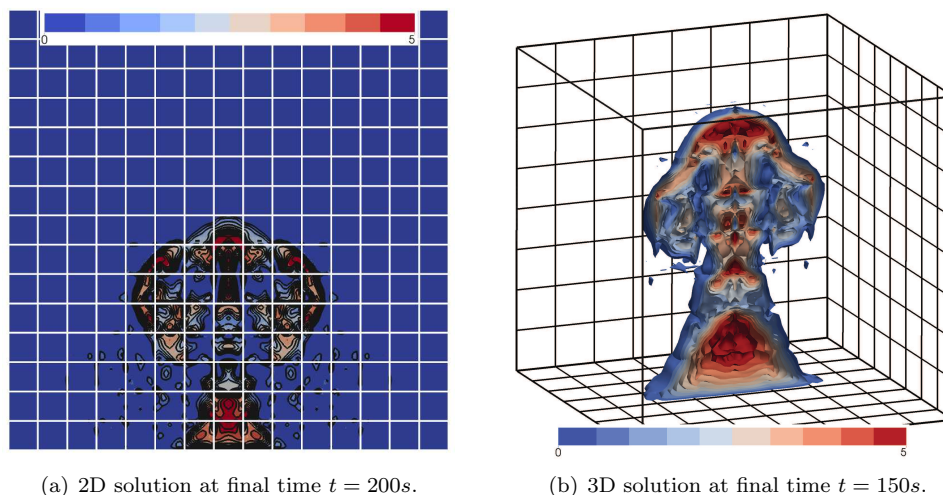 0 5
0 5
(a) 2D solution at final time t = 200s.
(b) 3D solution at final time t = 150s.